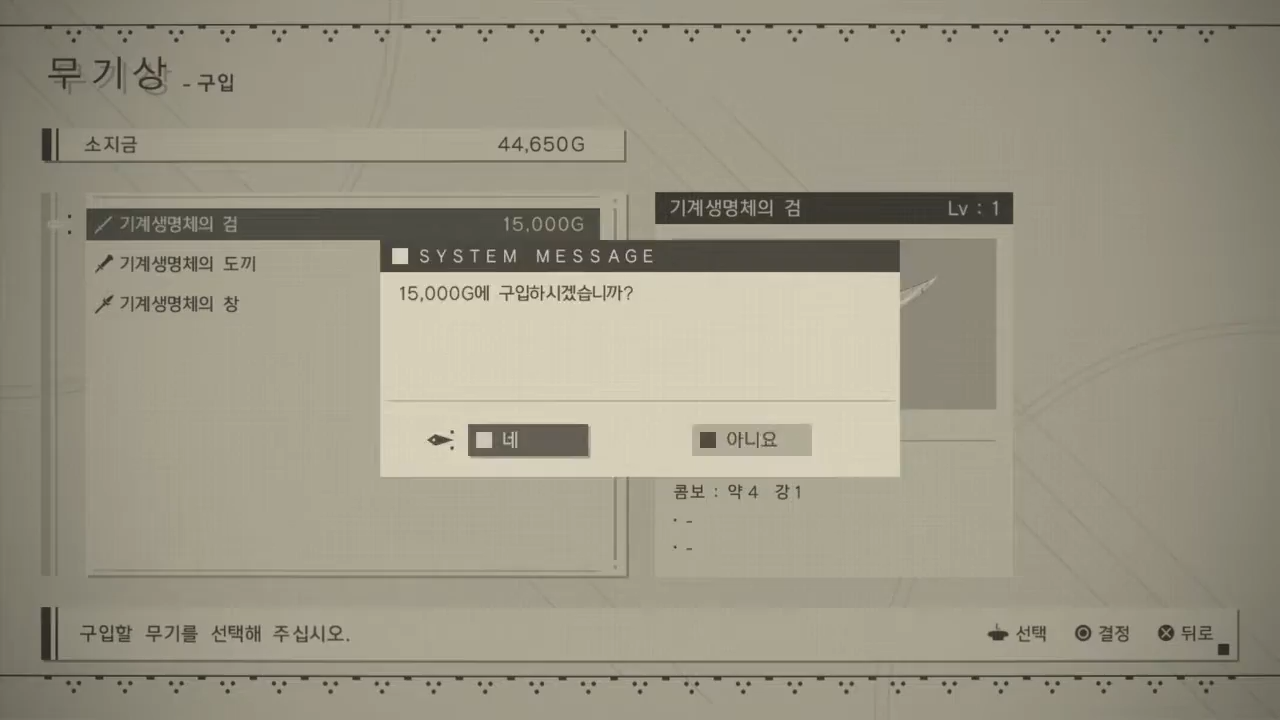 무기상 - 구입
소지금 44,650G
기계생명체의 검 15,000G
기계생명체의 도끼
기계생명체의 창
기계생명체의 검 Lv : 1
SYSTEM MESSAGE
15,000G에 구입하시겠습니까?
네 아니요
콤보 : 약4 강1
· -
· -
구입할 무기를 선택해 주십시오.
선택 결정 뒤로